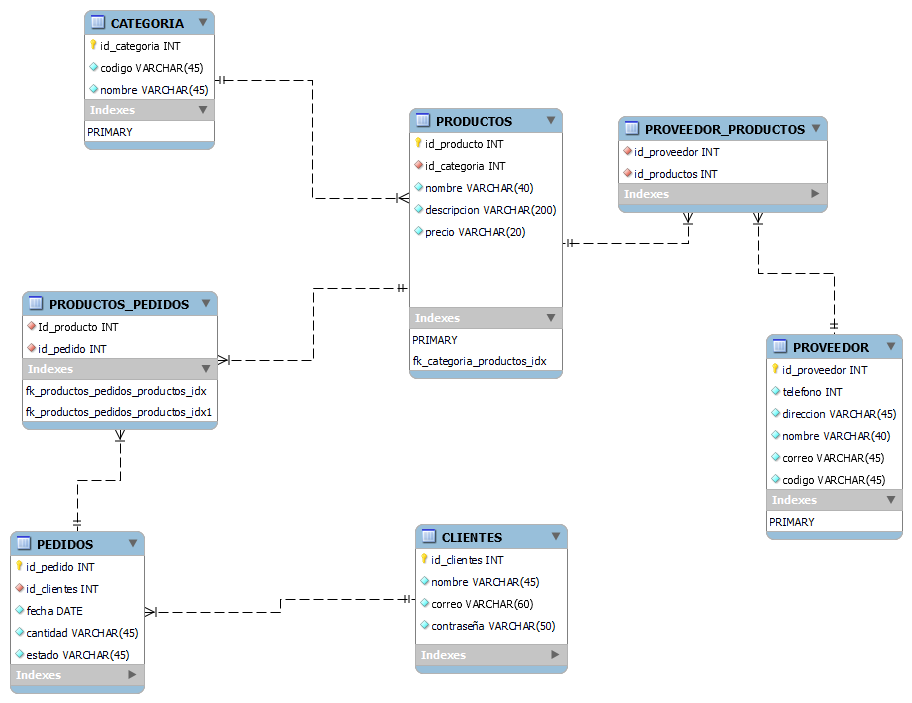 CATEGORIA
id_categoria INT
codigo VARCHAR(45)
nombre VARCHAR(45)
Indexes
PRIMARY
PRODUCTOS
id_producto INT
id_categoria INT
nombre VARCHAR(40)
descripcion VARCHAR(200)
precio VARCHAR(20)
Indexes
PRIMARY
fk_categoria_productos_idx
PROVEEDOR_PRODUCTOS
id_proveedor INT
id_productos INT
Indexes
PRODUCTOS_PEDIDOS
Id_producto INT
id_pedido INT
Indexes
fk_productos_pedidos_productos_idx
fk_productos_pedidos_productos_idx1
PROVEEDOR
id_proveedor INT
telefono INT
direccion VARCHAR(45)
nombre VARCHAR(40)
correo VARCHAR(45)
codigo VARCHAR(45)
Indexes
PRIMARY
PEDIDOS
id_pedido INT
id_clientes INT
fecha DATE
cantidad VARCHAR(45)
estado VARCHAR(45)
Indexes
CLIENTES
id_clientes INT
nombre VARCHAR(45)
correo VARCHAR(60)
contraseña VARCHAR(50)
Indexes